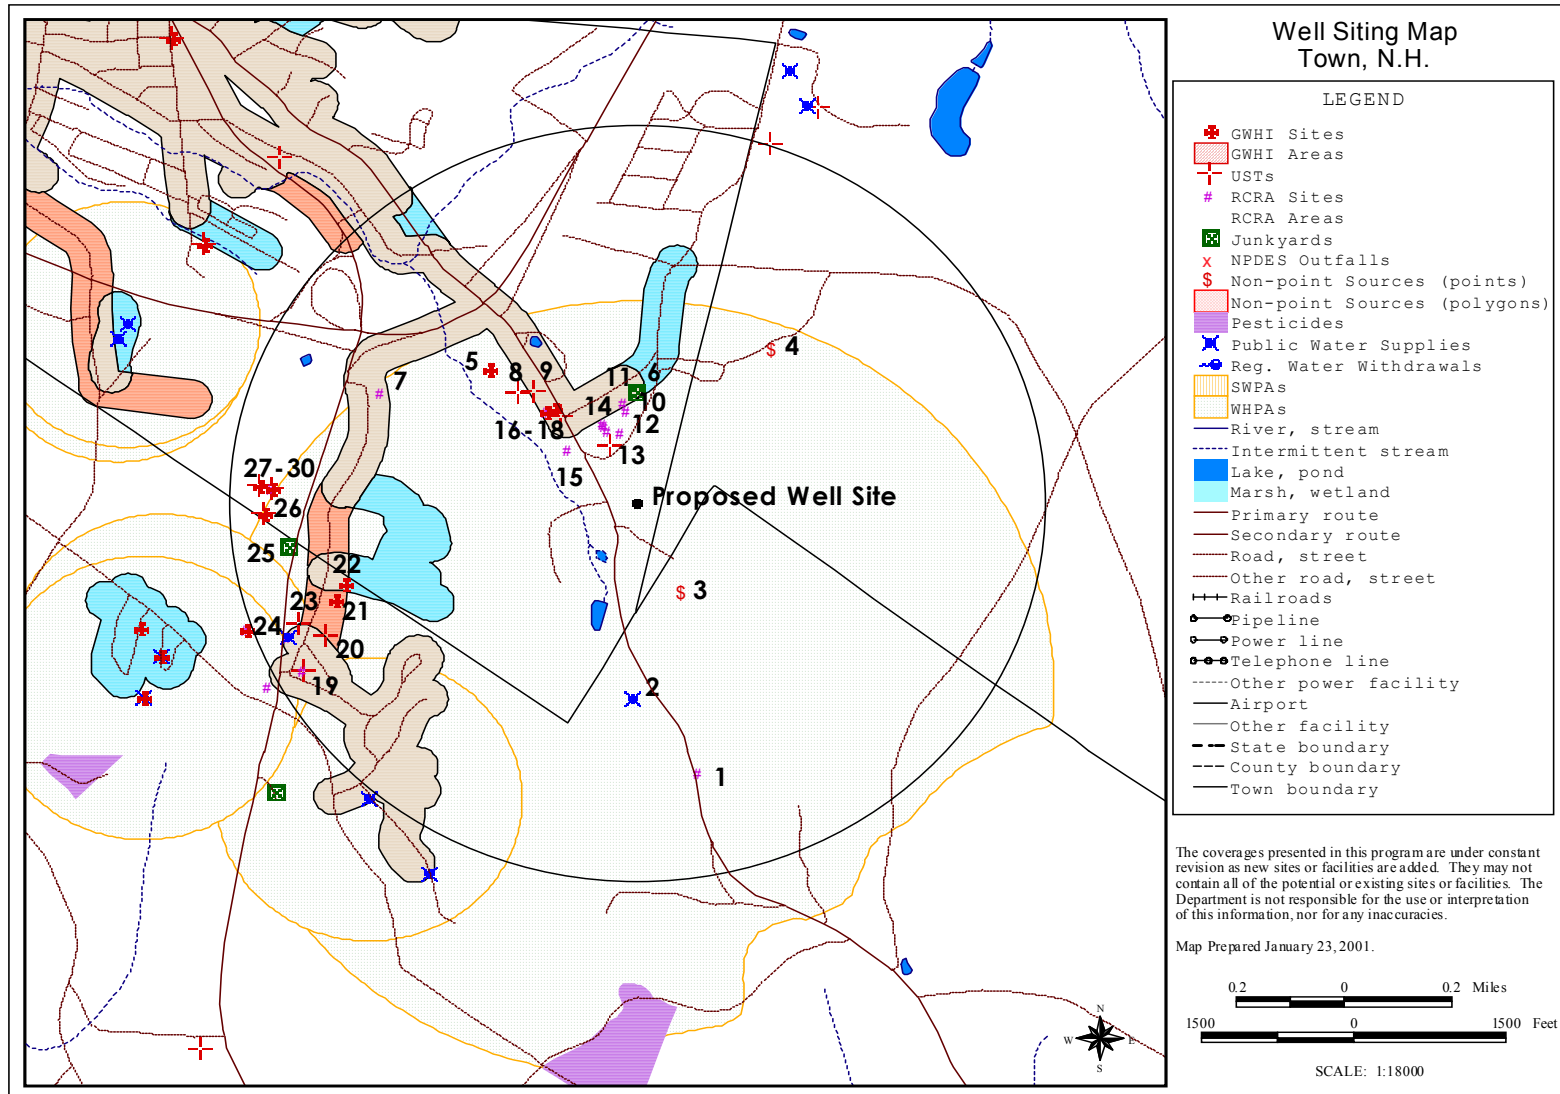 Well Siting Map
Town, N.H.
LEGEND
GWHI Sites
GWHI Areas
USTs
RCRA Sites
RCRA Areas
Junkyards
NPDES Outfalls
Non-point Sources (points)
Non-point Sources (polygons)
Pesticides
Public Water Supplies
Reg. Water Withdrawals
SWPAs
WHPAs
River, stream
Intermittent stream
Lake, pond
Marsh, wetland
Primary route
Secondary route
Road, street
Other road, street
Railroads
Pipeline
Power line
Telephone line
Other power facility
Airport
Other facility
State boundary
County boundary
Town boundary
The coverages presented in this program are under constant
revision as new sites or facilities are added. They may not
contain all of the potential or existing sites or facilities. The
Department is not responsible for the use or interpretation
of this information, nor for any inaccuracies.
Map Prepared January 23, 2001.
0.2 0 0.2 Miles
1500 0 1500 Feet
SCALE: 1:18000
N
W E
S
4
5 8 9 11 6
7
10
14
16-18 12
13
15
27-30
Proposed Well Site
26
25
22
3
21
23
24
20
19
2
1